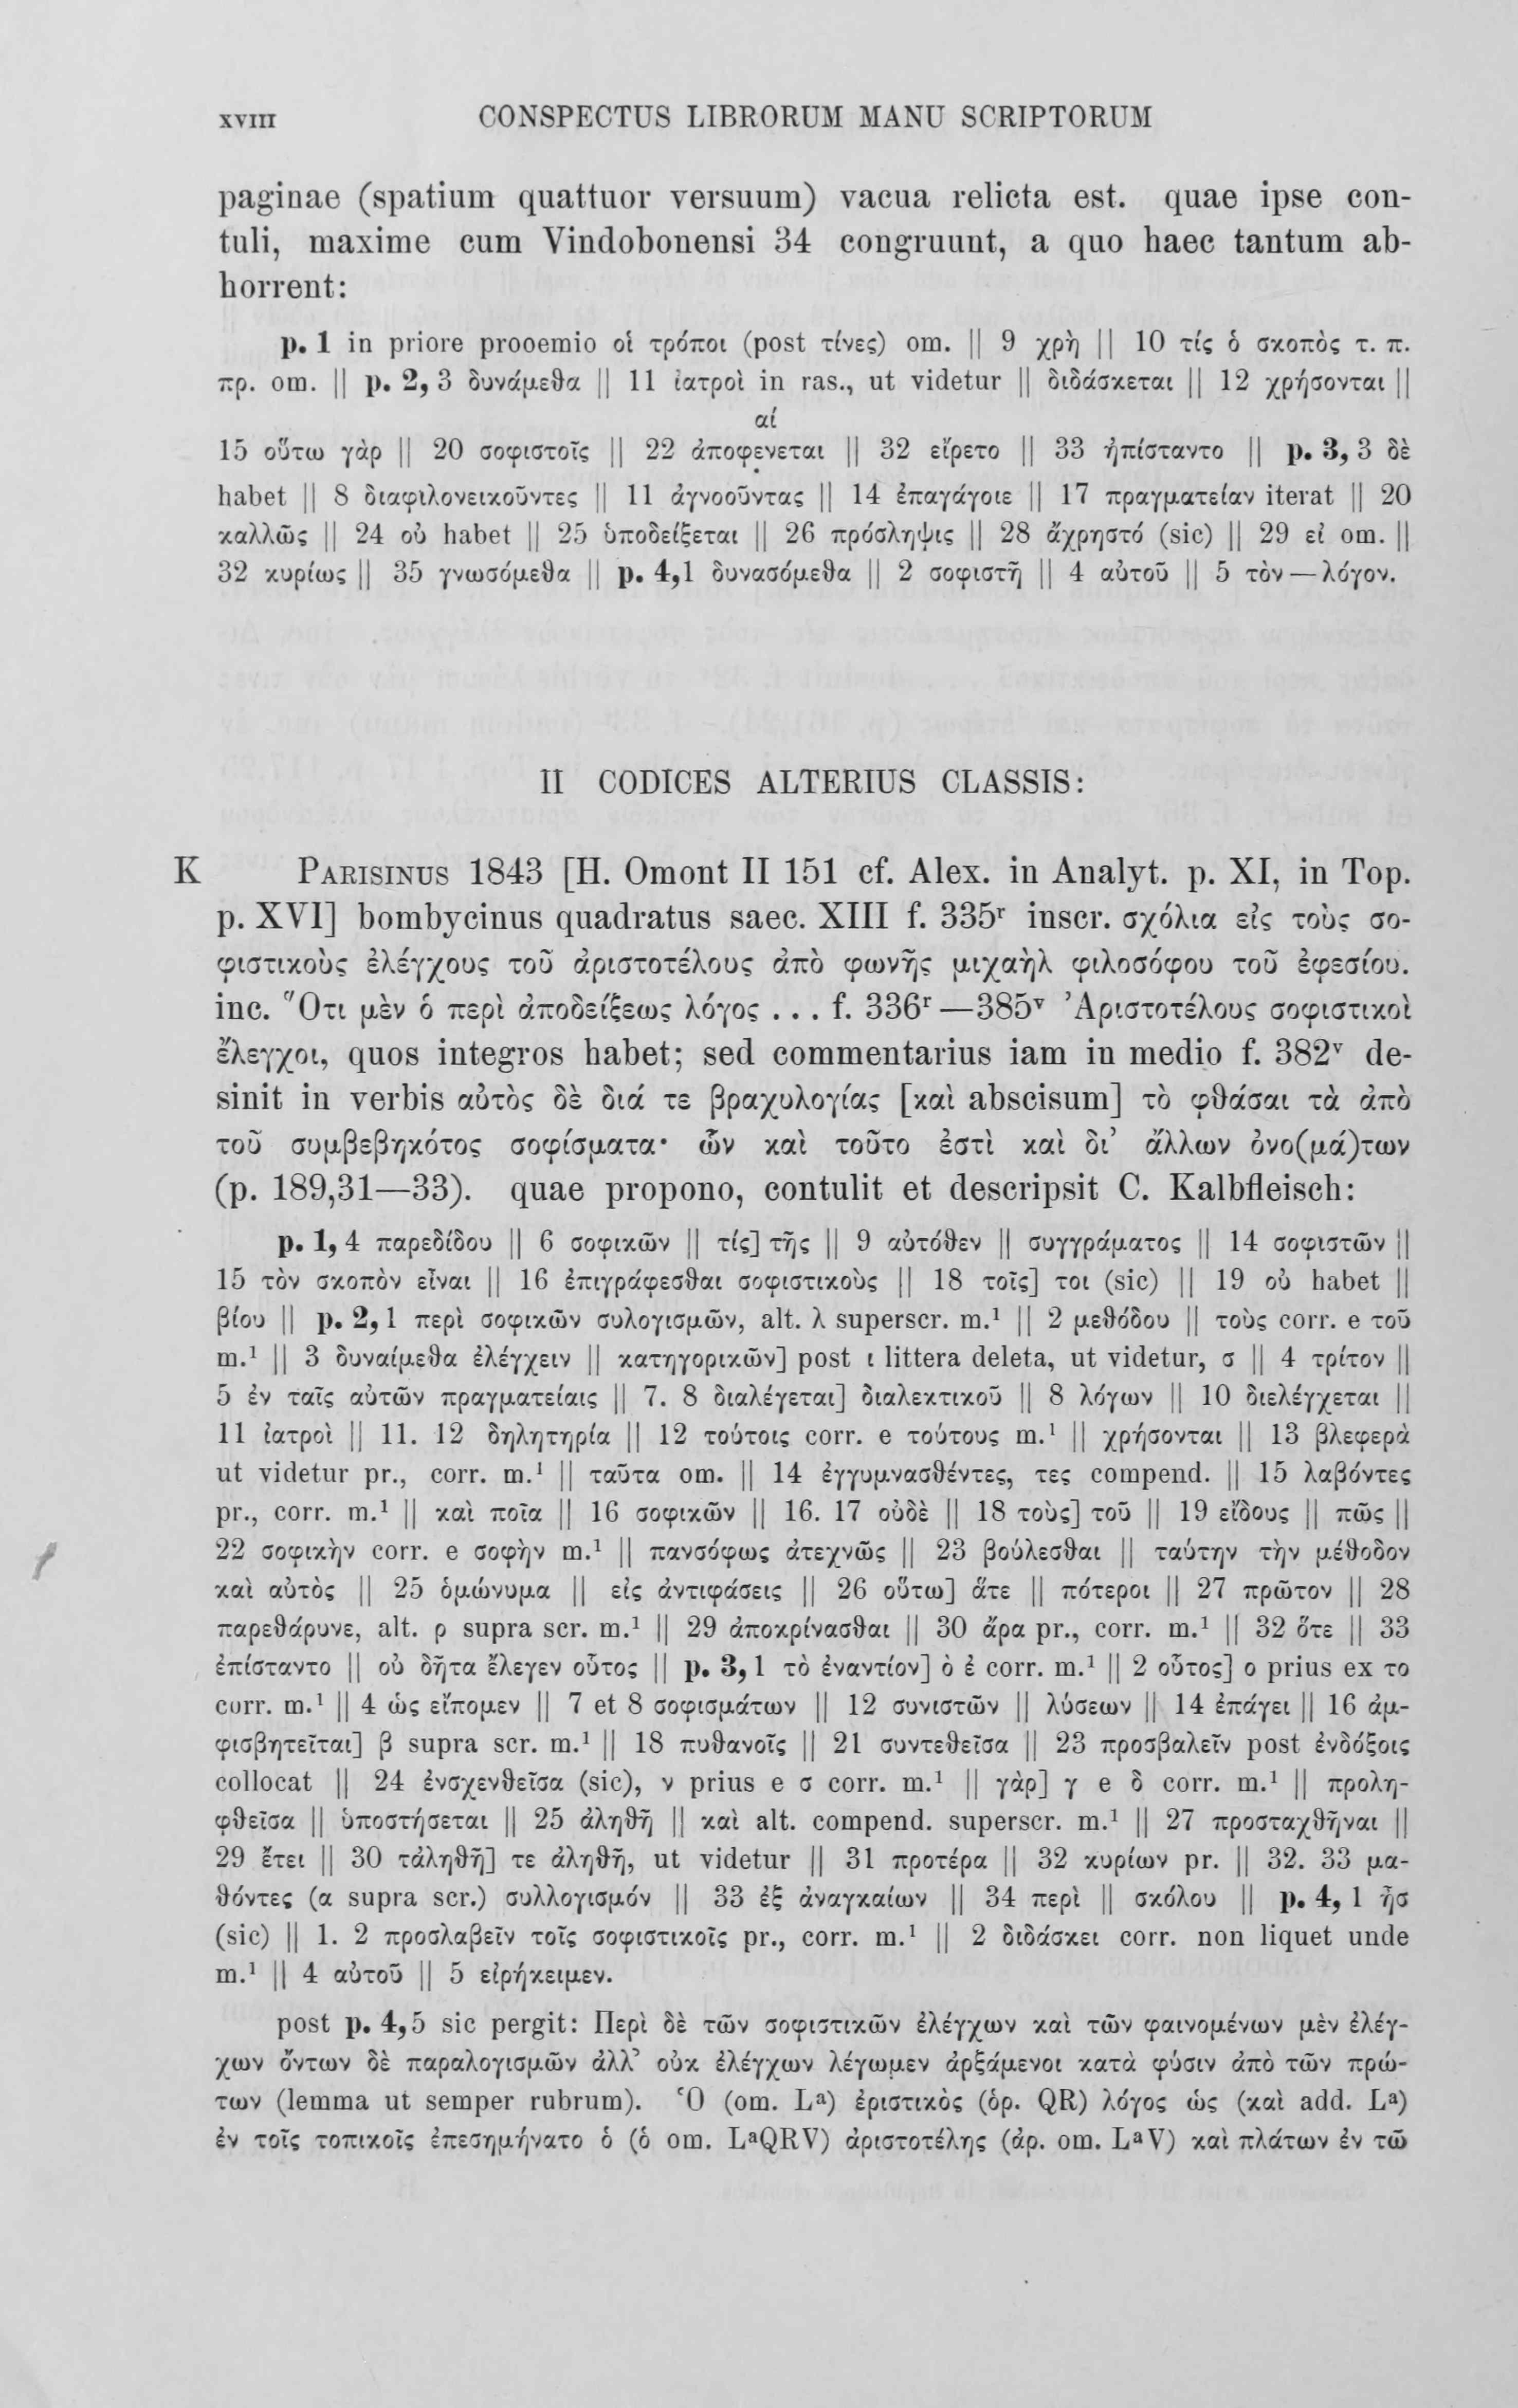 XVIII CONSPECTUS LIBRORUM MANU SCRIPTORUM
paginae (spatium quattuor versuum) vacua relicta est. quae ipse con-
tuli, maxime cum Vindobonensi 34 congruunt, a quo haec tantum ab-
horrent:
p. 1 in priore prooemio οἱ τρόποι (post τίνες) om. || 9 χρὴ || 10 τίς ὁ σκοπὸς τ. π.
πρ. om. || p. 2, 3 δυνάμεθα || 11 ἰατροὶ in ras., ut videtur || διδάσκεται || 12 χρήσονται ||
αί
15 οὕτω γὰρ || 20 σοφιστοῖς || 22 ἀποφενεται || 32 εἴρετο || 33 ἠπίσταντο || p. 3, 3 δὲ
habet || 8 διαφιλονεικοῦντες || 11 ἀγνοοῦντας || 14 ἐπαγάγοιε || 17 πραγματείαν iterat || 20
καλλῶς || 24 οὐ habet || 25 ὑποδείξεται || 26 πρόσληψις || 28 ἄχρηστό (sic) || 29 εἰ om. ||
32 κυρίως || 35 γνωσόμεθα || p. 4,1 δυνασόμεθα || 2 σοφιστῆ || 4 αὐτοῦ || 5 τὸν — λόγον.
II CODICES ALTERIUS CLASSIS:
K PARISINUS 1843 [H. Omont II 151 cf. Alex. in Analyt. p. XI, in Top.
p. XVI] bombycinus quadratus saec. XIII f. 335r inscr. σχόλια εἰς τοὺς σο-
φιστικοὺς ἐλέγχους τοῦ ἀριστοτέλους ἀπὸ φωνῆς μιχαὴλ φιλοσόφου τοῦ ἐφεσίου.
inc. Ὅτι μὲν ὁ περὶ ἀποδείξεως λόγος ... f. 336r — 385v Ἀριστοτέλους σοφιστικοὶ
ἔλεγχοι, quos integros habet; sed commentarius iam in medio f. 382v de-
sinit in verbis αὐτὸς δὲ διά τε βραχυλογίας [καὶ abscisum] τὸ φθάσαι τὰ ἀπὸ
τοῦ συμβεβηκότος σοφίσματα· ὧν καὶ τοῦτο ἐστὶ καὶ δι’ ἄλλων ὀνο(μά)των
(p. 189,31—33). quae propono, contulit et descripsit C. Kalbfleisch:
p. 1, 4 παρεδίδου || 6 σοφικῶν || τίς] τῆς || 9 αὐτόθεν || συγγράματος || 14 σοφιστῶν ||
15 τὸν σκοπὸν εἶναι || 16 ἐπιγράφεσθαι σοφιστικοὺς || 18 τοῖς] τοι (sic) || 19 οὐ habet ||
βίου || p. 2, 1 περὶ σοφικῶν συλογισμῶν, alt. λ superscr. m.¹ || 2 μεθόδου || τοὺς corr. e τοῦ
m.¹ || 3 δυναίμεθα ἐλέγχειν || κατηγορικῶν] post ι littera deleta, ut videtur, σ || 4 τρίτον ||
5 ἐν ταῖς αὐτῶν πραγματείαις || 7. 8 διαλέγεται] διαλεκτικοῦ || 8 λόγων || 10 διελέγχεται ||
11 ἰατροὶ || 11. 12 δηλητηρία || 12 τούτοις corr. e τούτους m.¹ || χρήσονται || 13 βλεφερὰ
ut videtur pr., corr. m.¹ || ταῦτα om. || 14 ἐγγυμνασθέντες, τες compend. || 15 λαβόντες
pr., corr. m.¹ || καὶ ποῖα || 16 σοφικῶν || 16. 17 οὐδὲ || 18 τοὺς] τοῦ || 19 εἴδους || πῶς ||
22 σοφικὴν corr. e σοφὴν m.¹ || πανσόφως ἀτεχνῶς || 23 βούλεσθαι || ταύτην τὴν μέθοδον
καὶ αὐτὸς || 25 ὁμώνυμα || εἰς ἀντιφάσεις || 26 οὕτω] ἅτε || πότεροι || 27 πρῶτον || 28
παρεθάρυνε, alt. ρ supra scr. m.¹ || 29 ἀποκρίνασθαι || 30 ἄρα pr., corr. m.¹ || 32 ὅτε || 33
ἐπίσταντο || οὐ δῆτα ἔλεγεν οὗτος || p. 3, 1 τὸ ἐναντίον] ὸ ἐ corr. m.¹ || 2 οὗτος] ο prius ex το
corr. m.¹ || 4 ὡς εἴπομεν || 7 et 8 σοφισμάτων || 12 συνιστῶν || λύσεων || 14 ἐπάγει || 16 ἀμ-
φισβητεῖται] β supra scr. m.¹ || 18 πυθανοῖς || 21 συντεθεῖσα || 23 προσβαλεῖν post ἐνδόξοις
collocat || 24 ἐνσχενθεῖσα (sic), ν prius e σ corr. m.¹ || γὰρ] γ e δ corr. m.¹ || προλη-
φθεῖσα || ὑποστήσεται || 25 ἀληθῆ || καὶ alt. compend. superscr. m.¹ || 27 προσταχθῆναι ||
29 ἔτει || 30 τἀληθῆ] τε ἀληθῆ, ut videtur || 31 προτέρα || 32 κυρίων pr. || 32. 33 μα-
θόντες (α supra scr.) συλλογισμόν || 33 ἐξ ἀναγκαίων || 34 περὶ || σκόλου || p. 4, 1 ἦσ
(sic) || 1. 2 προσλαβεῖν τοῖς σοφιστικοῖς pr., corr. m.¹ || 2 διδάσκει corr. non liquet unde
m.¹ || 4 αὐτοῦ || 5 εἰρήκειμεν.
post p. 4,5 sic pergit: Περὶ δὲ τῶν σοφιστικῶν ἐλέγχων καὶ τῶν φαινομένων μὲν ἐλέγ-
χων ὄντων δὲ παραλογισμῶν ἀλλ’ οὐκ ἐλέγχων λέγωμεν ἀρξάμενοι κατὰ φύσιν ἀπὸ τῶν πρώ-
των (lemma ut semper rubrum). Ὁ (om. La) ἐριστικὸς (ὁρ. QR) λόγος ὡς (καὶ add. La)
ἐν τοῖς τοπικοῖς ἐπεσημήνατο ὁ (ὁ om. LaQRV) ἀριστοτέλης (ἀρ. om. LaV) καὶ πλάτων ἐν τῶ